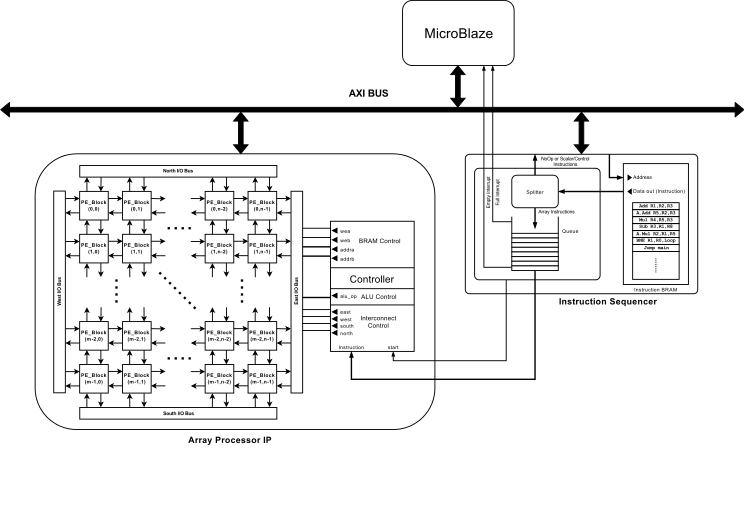 MicroBlaze
AXI BUS
North I/O Bus
West I/O Bus
East I/O Bus
South I/O Bus
PE_Block
(0,0)
PE_Block
(0,1)
PE_Block
(0,n-2)
PE_Block
(0,n-1)
PE_Block
(1,0)
PE_Block
(1,1)
PE_Block
(1,n-2)
PE_Block
(1,n-1)
PE_Block
(m-2,0)
PE_Block
(m-2,1)
PE_Block
(m-2,n-2)
PE_Block
(m-2,n-1)
PE_Block
(m-1,0)
PE_Block
(m-1,1)
PE_Block
(m-1,n-2)
PE_Block
(m-1,n-1)
wea
web
addra
addrb
BRAM Control
Controller
alu_op
ALU Control
east
west
south
north
Interconnect
Control
Instruction
start
Array Processor IP
Empty Interrupt
Full Interrupt
No/Op or Scalar/Control
Instructions
Splitter
Array Instructions
Queue
Address
Data out (Instruction)
Add R1,R2,R3
A.Add R5,R2,R3
Mul R4,R5,R3
Sub R3,R1,R8
A.Mul R2,R1,R5
BNE R1,R0,Loop
Jump main
Instruction BRAM
Instruction Sequencer